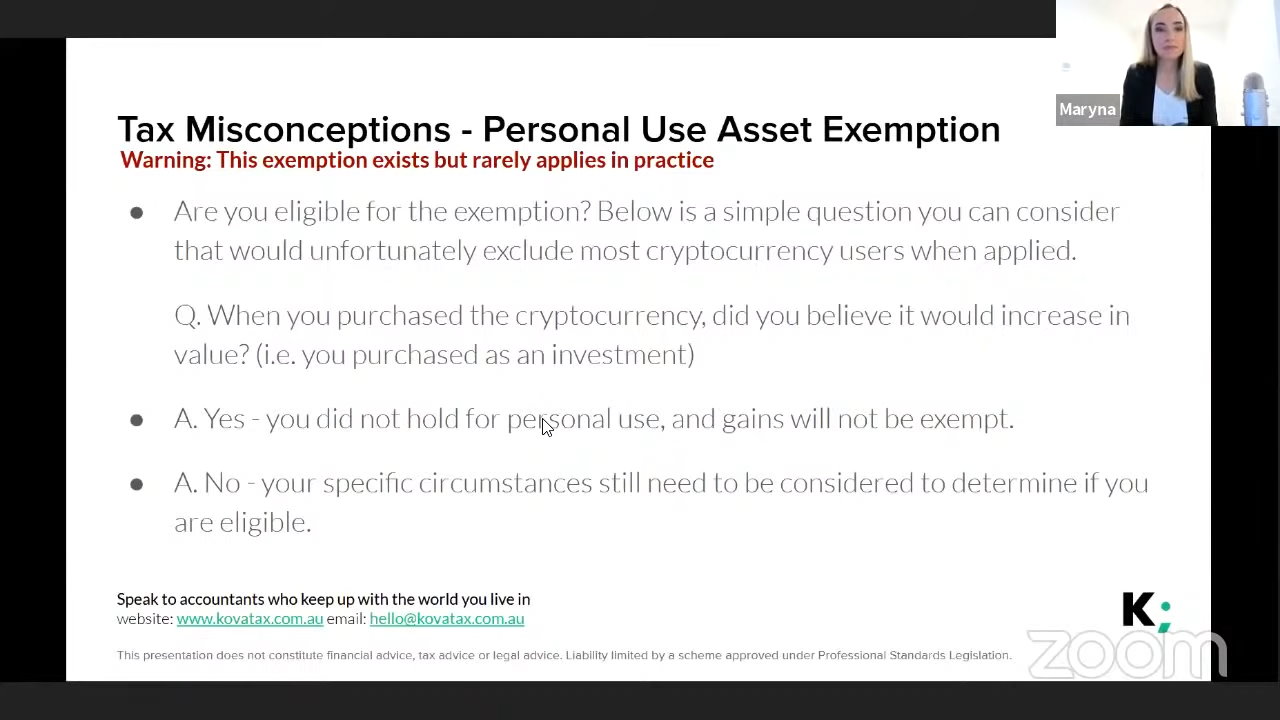 Maryna
Tax Misconceptions - Personal Use Asset Exemption
Warning: This exemption exists but rarely applies in practice
● Are you eligible for the exemption? Below is a simple question you can consider
that would unfortunately exclude most cryptocurrency users when applied.
Q. When you purchased the cryptocurrency, did you believe it would increase in
value? (i.e. you purchased as an investment)
● A. Yes - you did not hold for personal use, and gains will not be exempt.
● A. No - your specific circumstances still need to be considered to determine if you
are eligible.
Speak to accountants who keep up with the world you live in
website: www.kovatax.com.au email: hello@kovatax.com.au
K;
zoom
This presentation does not constitute financial advice, tax advice or legal advice. Liability limited by a scheme approved under Professional Standards Legislation.